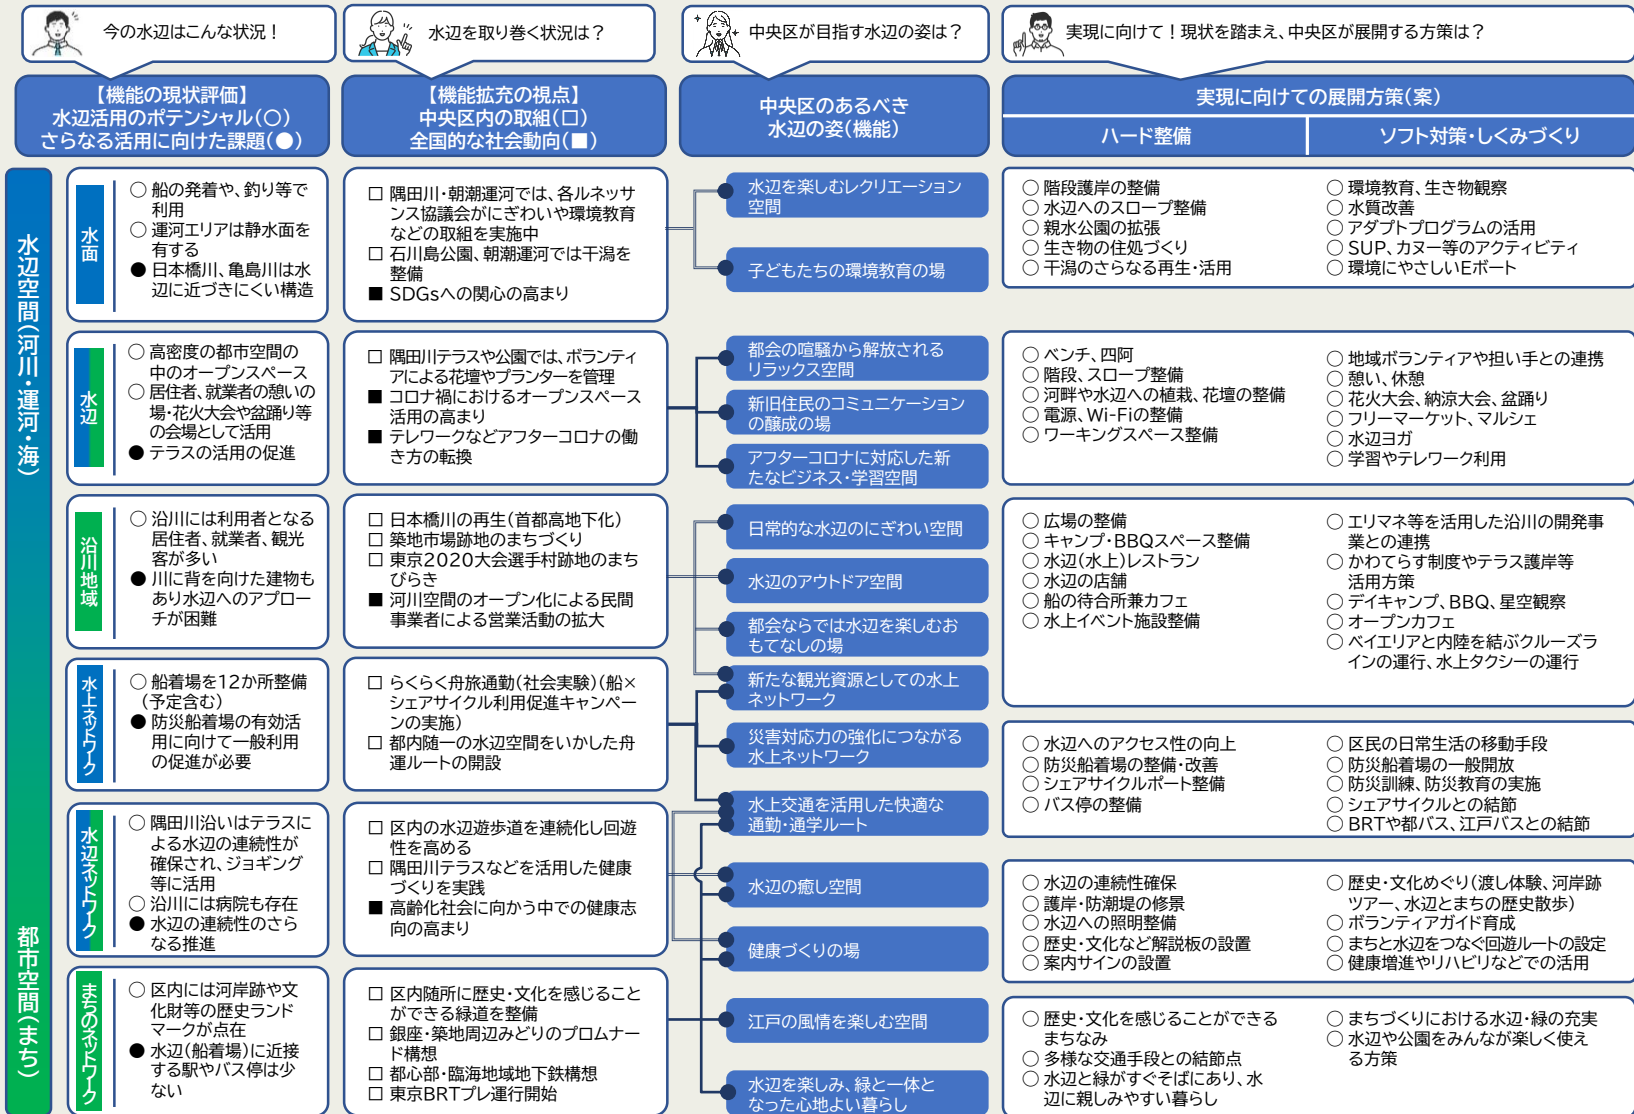 今の水辺はこんな状況！
水辺を取り巻く状況は？
中央区が目指す水辺の姿は？
実現に向けて！現状を踏まえ、中央区が展開する方策は？
【機能の現状評価】
水辺活用のポテンシャル(○)
さらなる活用に向けた課題(●)
【機能拡充の視点】
中央区内の取組(□)
全国的な社会動向(■)
中央区のあるべき
水辺の姿(機能)
実現に向けての展開方策(案)
ハード整備
ソフト対策・しくみづくり
水辺空間(河川・運河・海)
都市空間(まち)
水面
○ 船の発着や、釣り等で
利用
○ 運河エリアは静水面を
有する
● 日本橋川、亀島川は水
辺に近づきにくい構造
□ 隅田川・朝潮運河では、各ルネッサ
ンス協議会がにぎわいや環境教育
などの取組を実施中
□ 石川島公園、朝潮運河では干潟を
整備
■ SDGsへの関心の高まり
水辺を楽しむレクリエーション
空間
子どもたちの環境教育の場
○ 階段護岸の整備
○ 水辺へのスロープ整備
○ 親水公園の拡張
○ 生き物の住処づくり
○ 干潟のさらなる再生・活用
○ 環境教育、生き物観察
○ 水質改善
○ アダプトプログラムの活用
○ SUP、カヌー等のアクティビティ
○ 環境にやさしいEボート
水辺
○ 高密度の都市空間の
中のオープンスペース
○ 居住者、就業者の憩いの
場・花火大会や盆踊り等
の会場として活用
● テラスの活用の促進
□ 隅田川テラスや公園では、ボランティ
アによる花壇やプランターを管理
■ コロナ禍におけるオープンスペース
活用の高まり
■ テレワークなどアフターコロナの働
き方の転換
都会の喧騒から解放される
リラックス空間
新旧住民のコミュニケーション
の醸成の場
アフターコロナに対応した新
たなビジネス・学習空間
○ ベンチ、四阿
○ 階段、スロープ整備
○ 河畔や水辺への植栽、花壇の整備
○ 電源、Wi-Fiの整備
○ ワーキングスペース整備
○ 地域ボランティアや担い手との連携
○ 憩い、休憩
○ 花火大会、納涼大会、盆踊り
○ フリーマーケット、マルシェ
○ 水辺ヨガ
○ 学習やテレワーク利用
沿川地域
○ 沿川には利用者となる
居住者、就業者、観光
客が多い
● 川に背を向けた建物も
あり水辺へのアプロー
チが困難
□ 日本橋川の再生(首都高地下化)
□ 築地市場跡地のまちづくり
□ 東京2020大会選手村跡地のまち
びらき
■ 河川空間のオープン化による民間
事業者による営業活動の拡大
日常的な水辺のにぎわい空間
水辺のアウトドア空間
都会ならでは水辺を楽しむお
もてなしの場
新たな観光資源としての水上
ネットワーク
○ 広場の整備
○ キャンプ・BBQスペース整備
○ 水辺(水上)レストラン
○ 水辺の店舗
○ 船の待合所兼カフェ
○ 水上イベント施設整備
○ エリマネ等を活用した沿川の開発事
業との連携
○ かわてらす制度やテラス護岸等
活用方策
○ デイキャンプ、BBQ、星空観察
○ オープンカフェ
○ ベイエリアと内陸を結ぶクルーズラ
インの運行、水上タクシーの運行
水上ネットワーク
○ 船着場を12か所整備
(予定含む)
● 防災船着場の有効活
用に向けて一般利用
の促進が必要
□ らくらく舟旅通勤(社会実験)(船×
シェアサイクル利用促進キャンペー
ンの実施)
□ 都内随一の水辺空間をいかした舟
運ルートの開設
災害対応力の強化につながる
水上ネットワーク
水上交通を活用した快適な
通勤・通学ルート
○ 水辺へのアクセス性の向上
○ 防災船着場の整備・改善
○ シェアサイクルポート整備
○ バス停の整備
○ 区民の日常生活の移動手段
○ 防災船着場の一般開放
○ 防災訓練、防災教育の実施
○ シェアサイクルとの結節
○ BRTや都バス、江戸バスとの結節
水辺ネットワーク
○ 隅田川沿いはテラスに
よる水辺の連続性が
確保され、ジョギング
等に活用
○ 沿川には病院も存在
● 水辺の連続性のさら
なる推進
□ 区内の水辺遊歩道を連続化し回遊
性を高める
□ 隅田川テラスなどを活用した健康
づくりを実践
■ 高齢化社会に向かう中での健康志
向の高まり
水辺の癒し空間
健康づくりの場
○ 水辺の連続性確保
○ 護岸・防潮堤の修景
○ 水辺への照明整備
○ 歴史・文化など解説板の設置
○ 案内サインの設置
○ 歴史・文化めぐり(渡し体験、河岸跡
ツアー、水辺とまちの歴史散歩)
○ ボランティアガイド育成
○ まちと水辺をつなぐ回遊ルートの設定
○ 健康増進やリハビリなどでの活用
まちのネットワーク
○ 区内には河岸跡や文
化財等の歴史ランド
マークが点在
● 水辺(船着場)に近接
する駅やバス停は少
ない
□ 区内随所に歴史・文化を感じること
ができる緑道を整備
□ 銀座・築地周辺みどりのプロムナー
ド構想
□ 都心部・臨海地域地下鉄構想
□ 東京BRTプレ運行開始
江戸の風情を楽しむ空間
水辺を楽しみ、緑と一体と
なった心地よい暮らし
○ 歴史・文化を感じることができる
まちなみ
○ 多様な交通手段との結節点
○ 水辺と緑がすぐそばにあり、水
辺に親しみやすい暮らし
○ まちづくりにおける水辺・緑の充実
○ 水辺や公園をみんなが楽しく使え
る方策